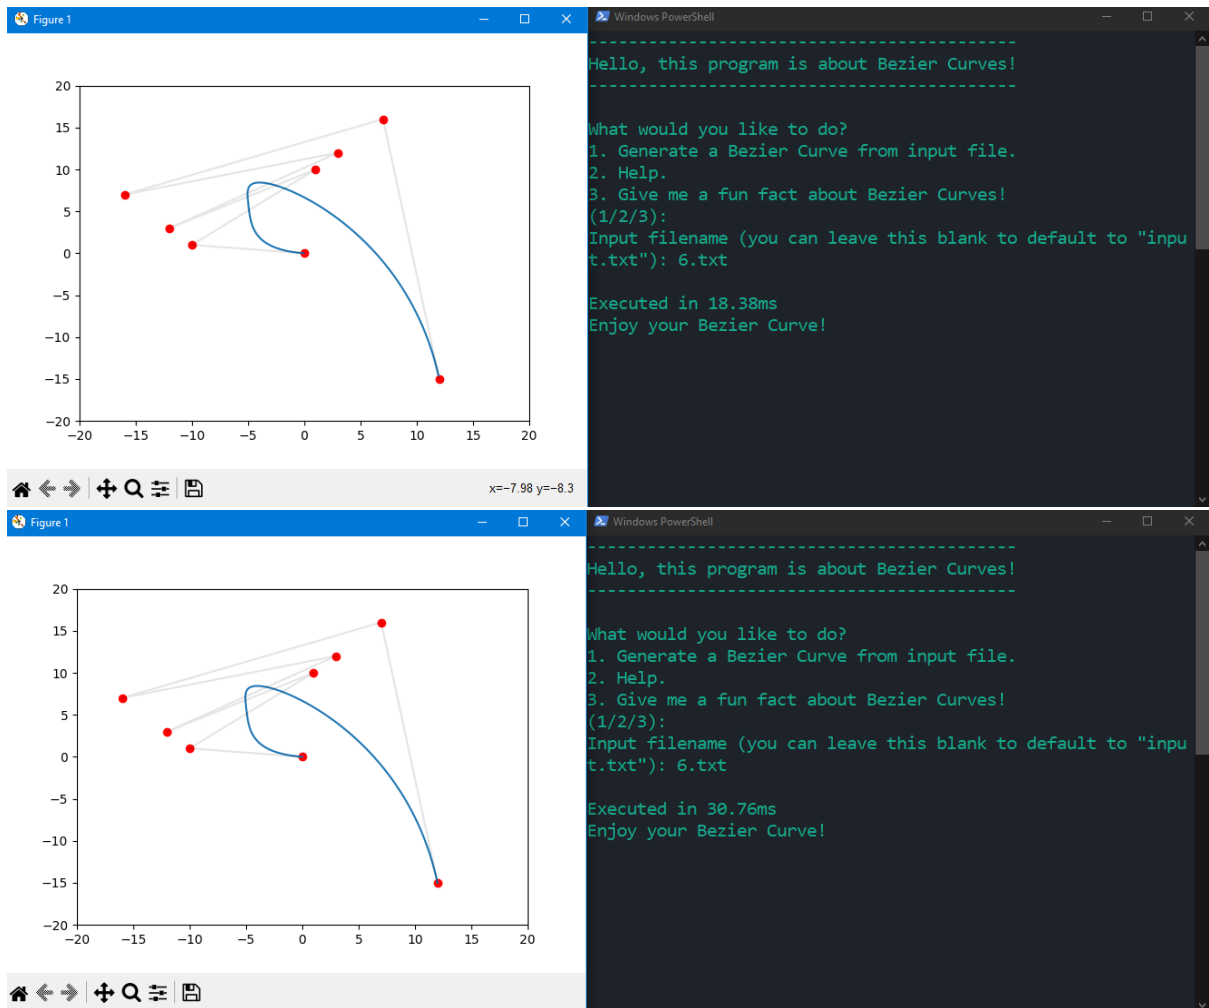 Figure 1
20
15
10
5
0
−5
−10
−15
−20
−20 −15 −10 −5 0 5 10 15 20
x=−7.98 y=−8.3
Windows PowerShell
-------------------------------------------
Hello, this program is about Bezier Curves!
-------------------------------------------
What would you like to do?
1. Generate a Bezier Curve from input file.
2. Help.
3. Give me a fun fact about Bezier Curves!
(1/2/3):
Input filename (you can leave this blank to default to "inpu
t.txt"): 6.txt
Executed in 18.38ms
Enjoy your Bezier Curve!
Figure 1
20
15
10
5
0
−5
−10
−15
−20
−20 −15 −10 −5 0 5 10 15 20
Windows PowerShell
-------------------------------------------
Hello, this program is about Bezier Curves!
-------------------------------------------
What would you like to do?
1. Generate a Bezier Curve from input file.
2. Help.
3. Give me a fun fact about Bezier Curves!
(1/2/3):
Input filename (you can leave this blank to default to "inpu
t.txt"): 6.txt
Executed in 30.76ms
Enjoy your Bezier Curve!